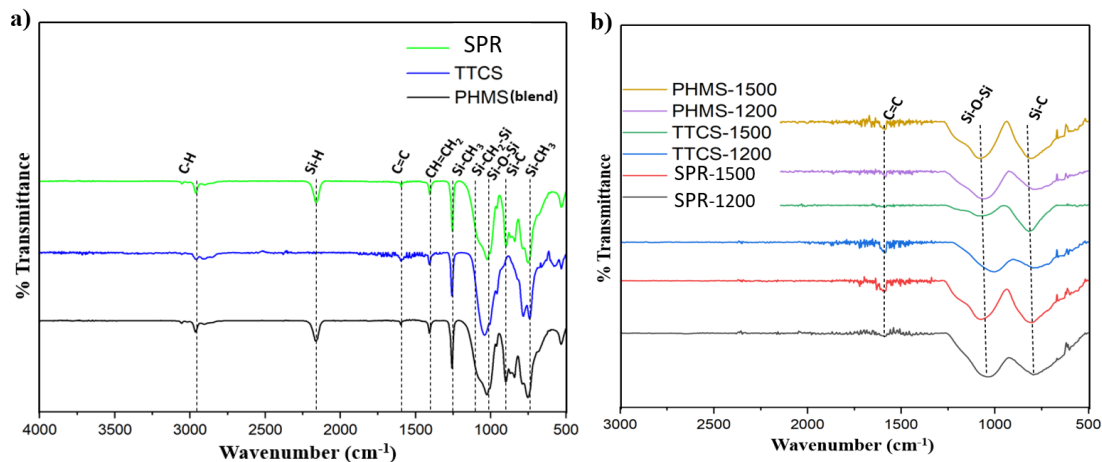 a)
SPR
TTCS
PHMS(blend)
C-H
Si-H
C=C
CH=CH₂
Si-CH₃
Si-CH₂-Si
Si-O-Si
Si-C
Si-CH₃
% Transmittance
4000 3000 2500 2000 1500 1000 500
Wavenumber (cm⁻¹)
b)
PHMS-1500
PHMS-1200
TTCS-1500
TTCS-1200
SPR-1500
SPR-1200
C=C
Si-O-Si
Si-C
% Transmittance
3000 2500 2000 1500 1000 500
Wavenumber (cm⁻¹)